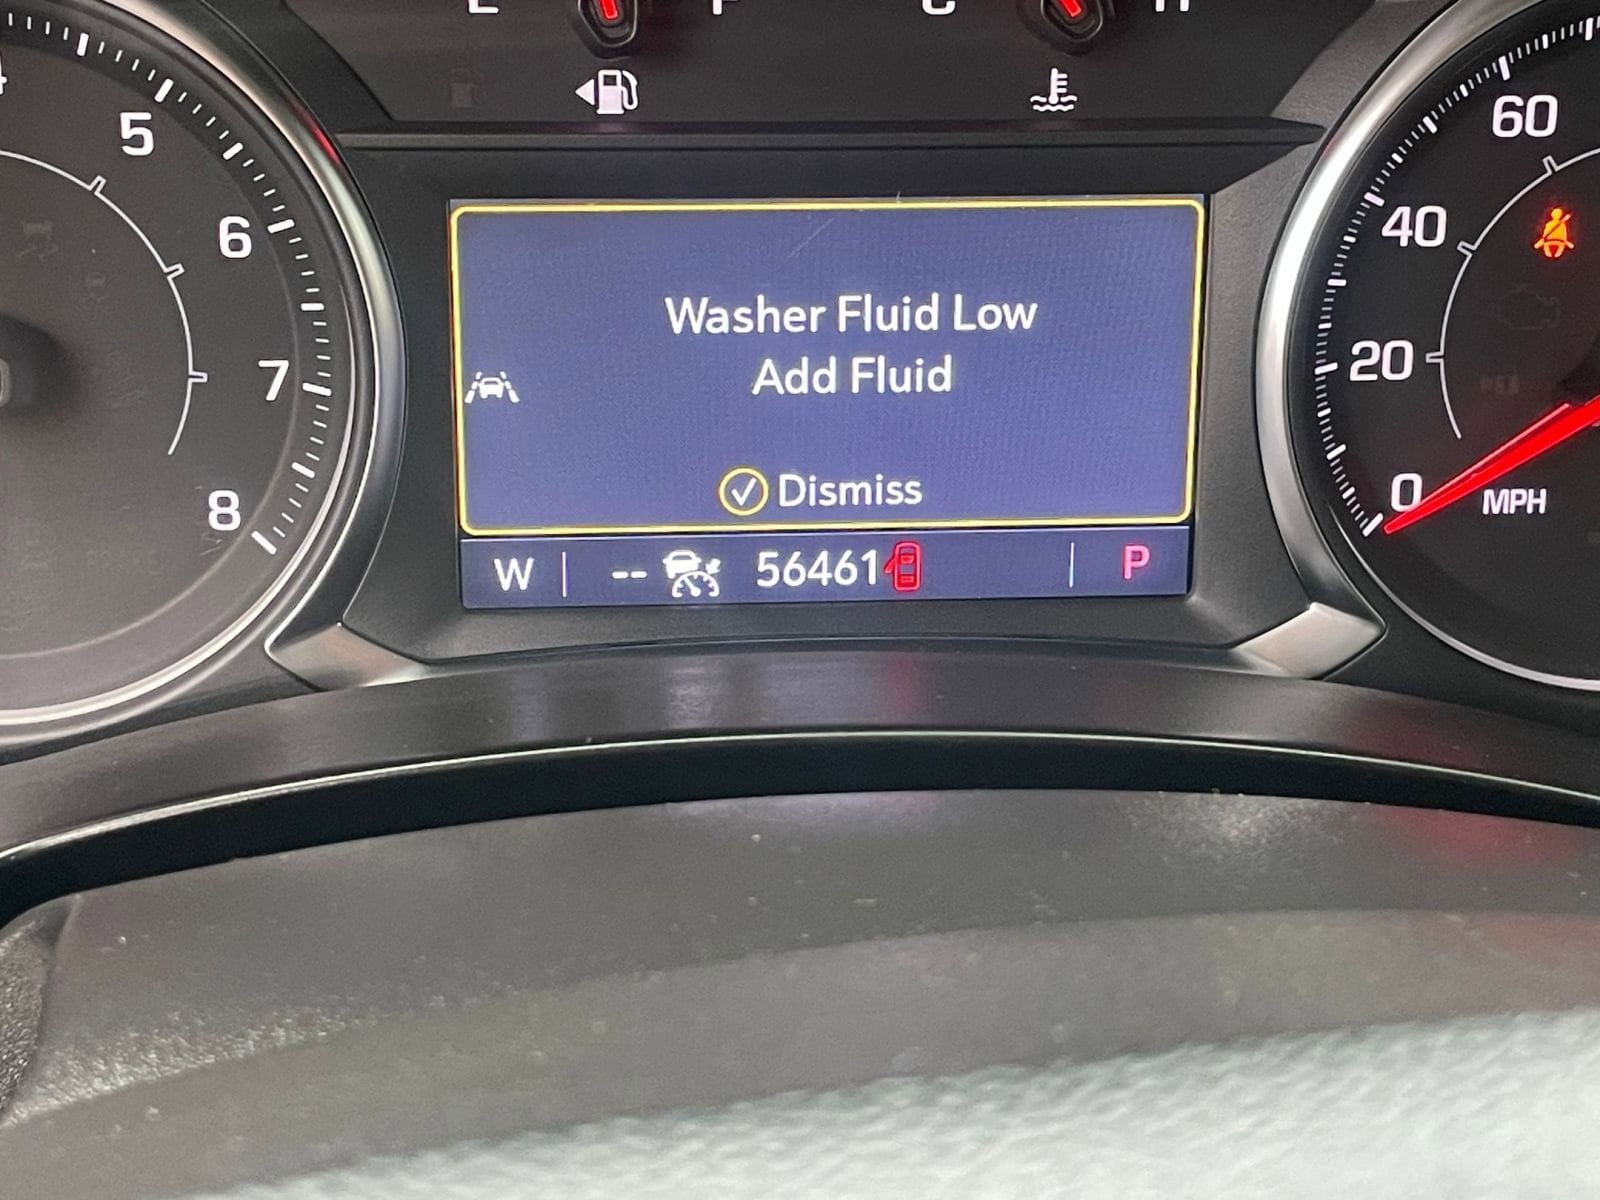 E F C H
5
6
7
8
60
40
20
0
MPH
Washer Fluid Low
Add Fluid
Dismiss
W -- 56461 P